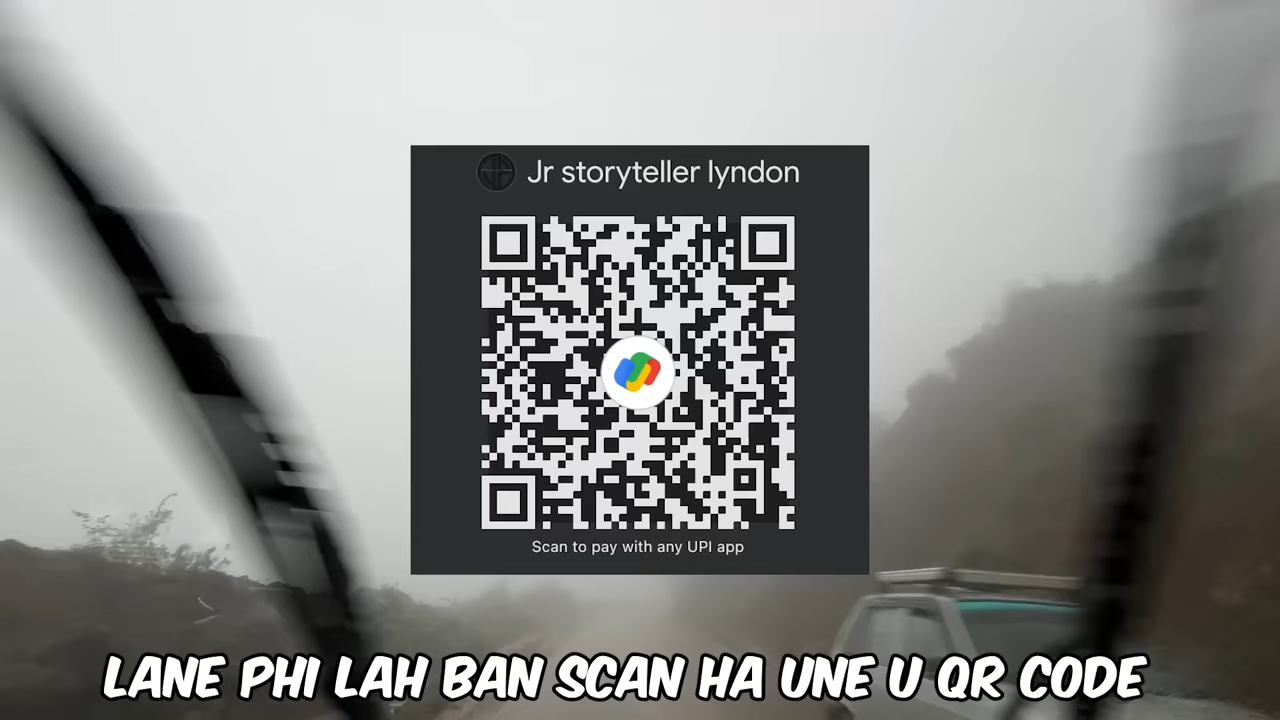 Jr storyteller lyndon
Scan to pay with any UPI app
LANE PHI LAH BAN SCAN HA UNE U QR CODE